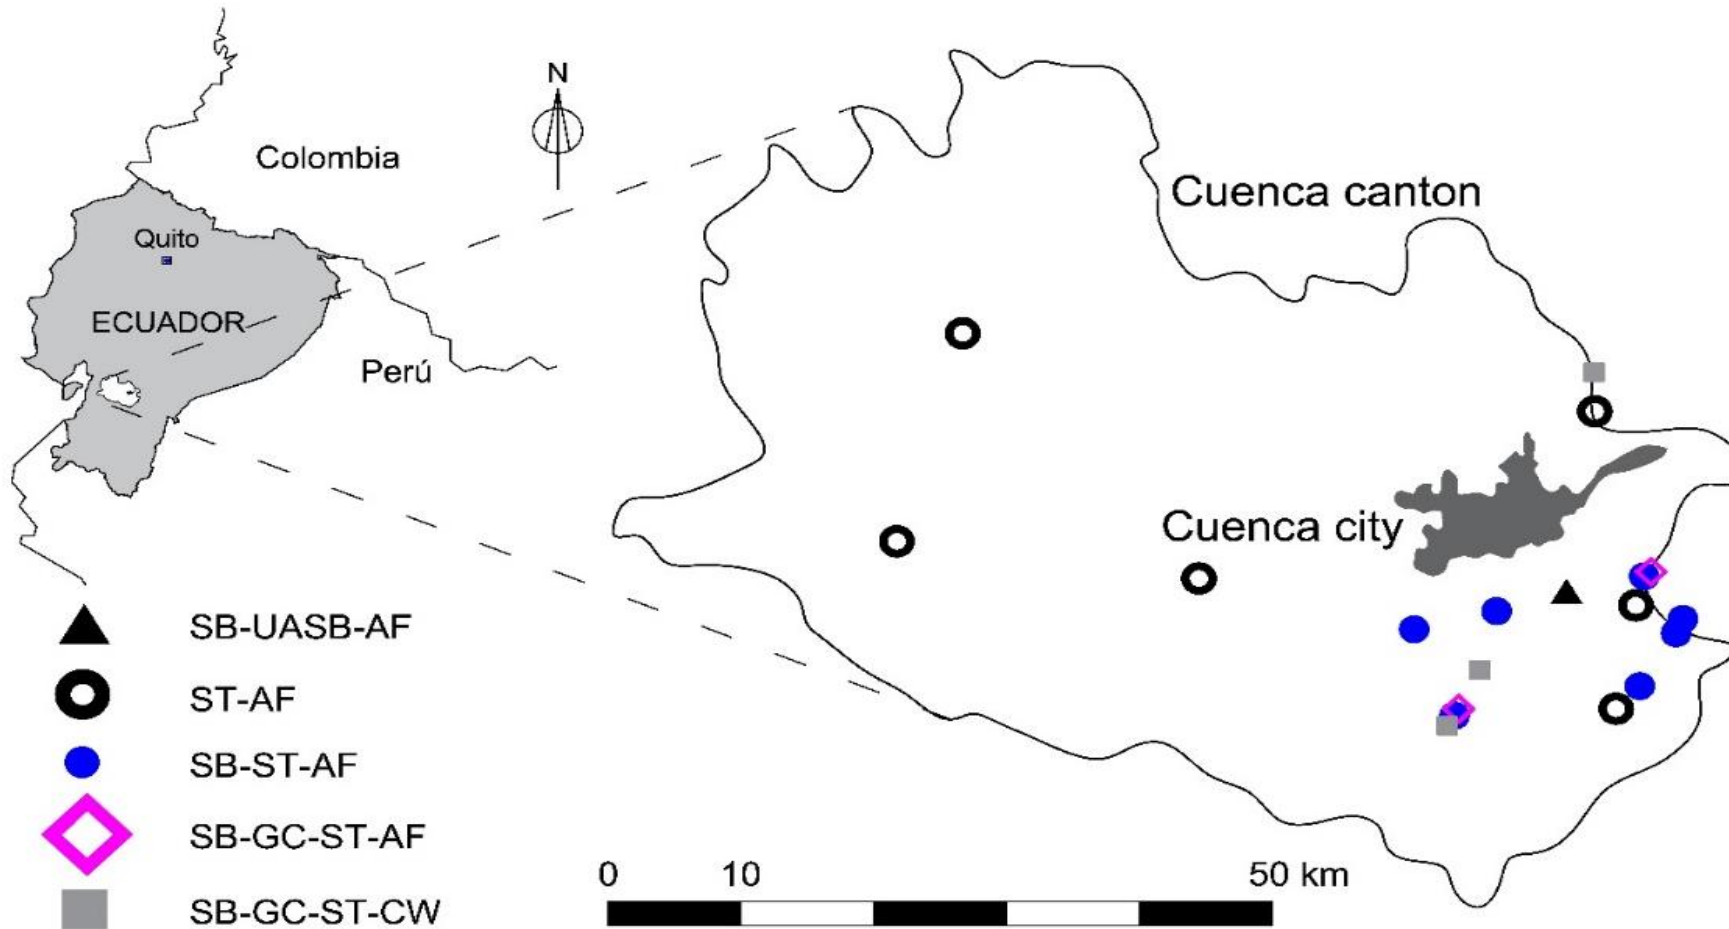 N
Colombia
Cuenca canton
Quito
ECUADOR
Perú
Cuenca city
SB-UASB-AF
ST-AF
SB-ST-AF
SB-GC-ST-AF
SB-GC-ST-CW
0 10 50 km